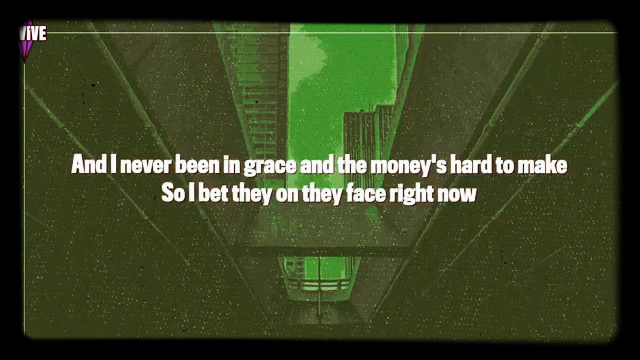 VIVE
And I never been in grace and the money's hard to make
So I bet they on they face right now